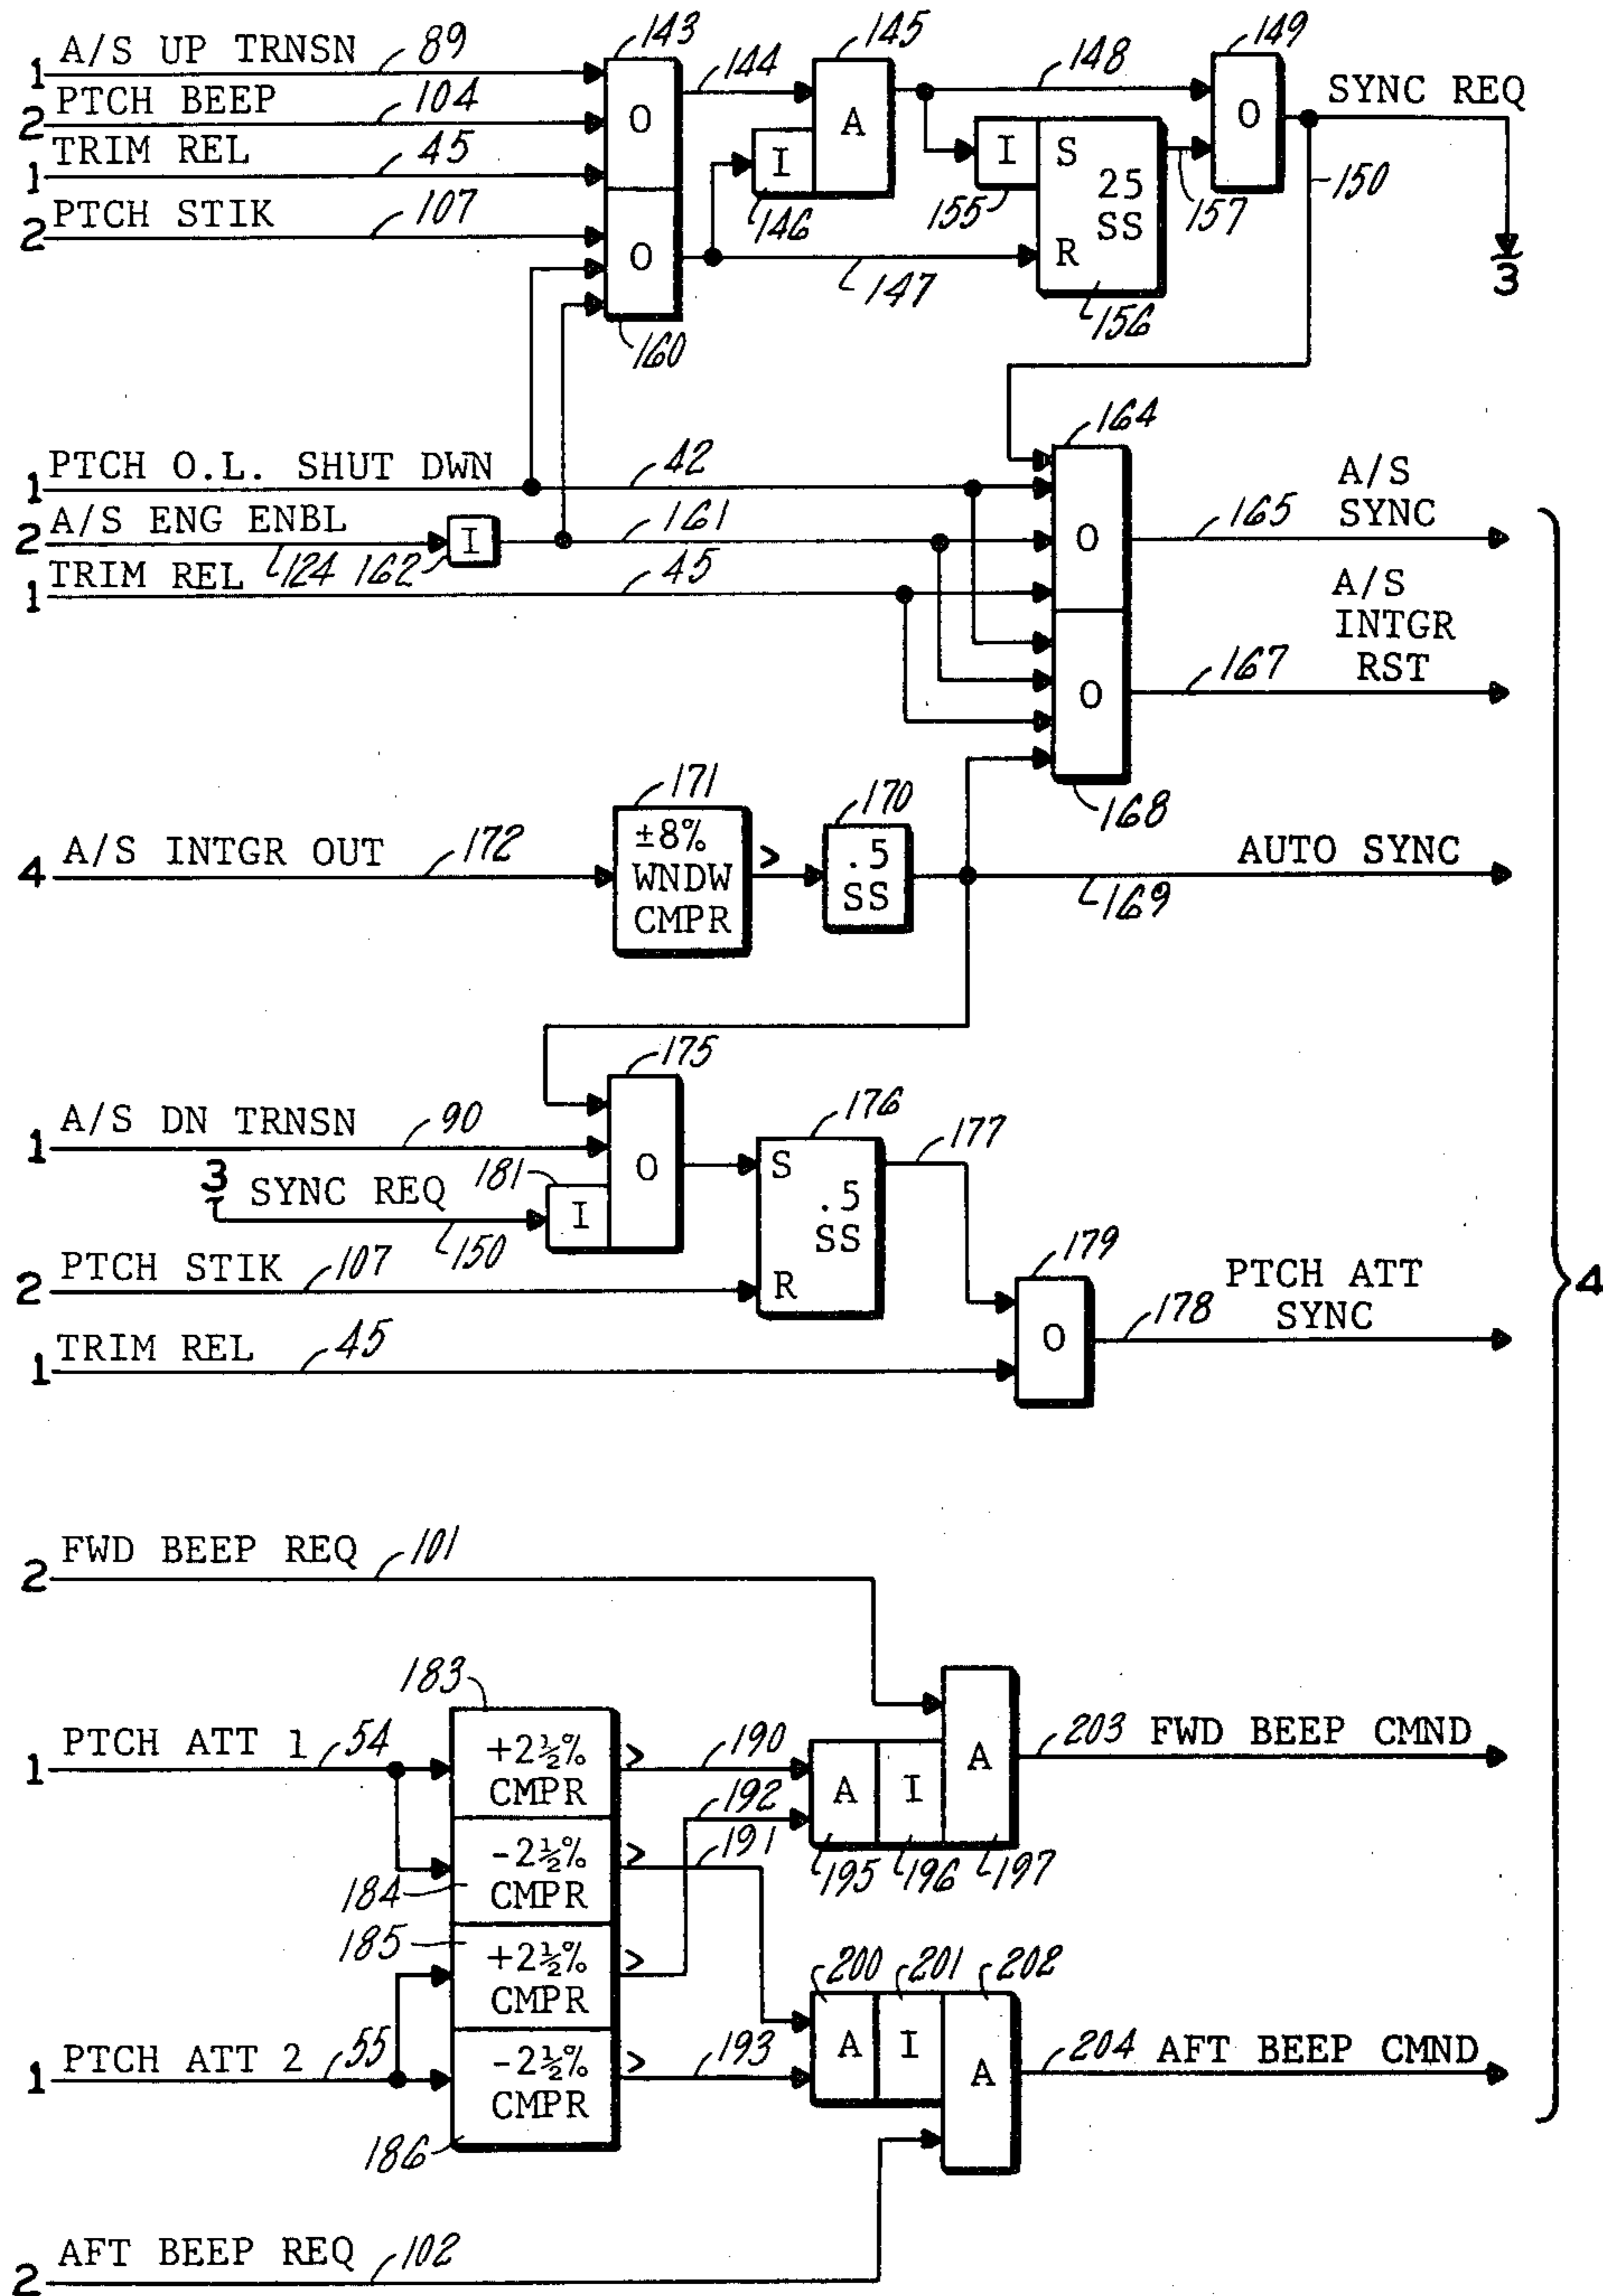 143
145
149
A/S UP TRNSN 89
1
144
148
PTCH BEEP 104
2
O
A
O
SYNC REQ
TRIM REL 45
1
I
I
S
25
SS
150
PTCH STIK 107
2
146
155
157
O
R
147
156
3
160
164
PTCH O.L. SHUT DWN 42
1
A/S
SYNC
A/S ENG ENBL
2
I
161
O
165
124 162
TRIM REL 45
1
A/S
INTGR
RST
O
167
168
171
170
A/S INTGR OUT 172
4
±8%
WNDW
CMPR
>
.5
SS
AUTO SYNC
169
175
A/S DN TRNSN 90
1
176
177
3
SYNC REQ
181
I
O
S
.5
SS
R
150
PTCH STIK 107
2
179
PTCH ATT
SYNC
4
178
O
TRIM REL 45
1
FWD BEEP REQ 101
2
183
PTCH ATT 1 54
1
+2½%
CMPR
>
190
A
I
A
203 FWD BEEP CMND
192
184
-2½%
CMPR
>
191
195
196
197
185
+2½%
CMPR
>
200
201
202
PTCH ATT 2 55
1
-2½%
CMPR
>
193
A
I
A
204 AFT BEEP CMND
186
AFT BEEP REQ 102
2